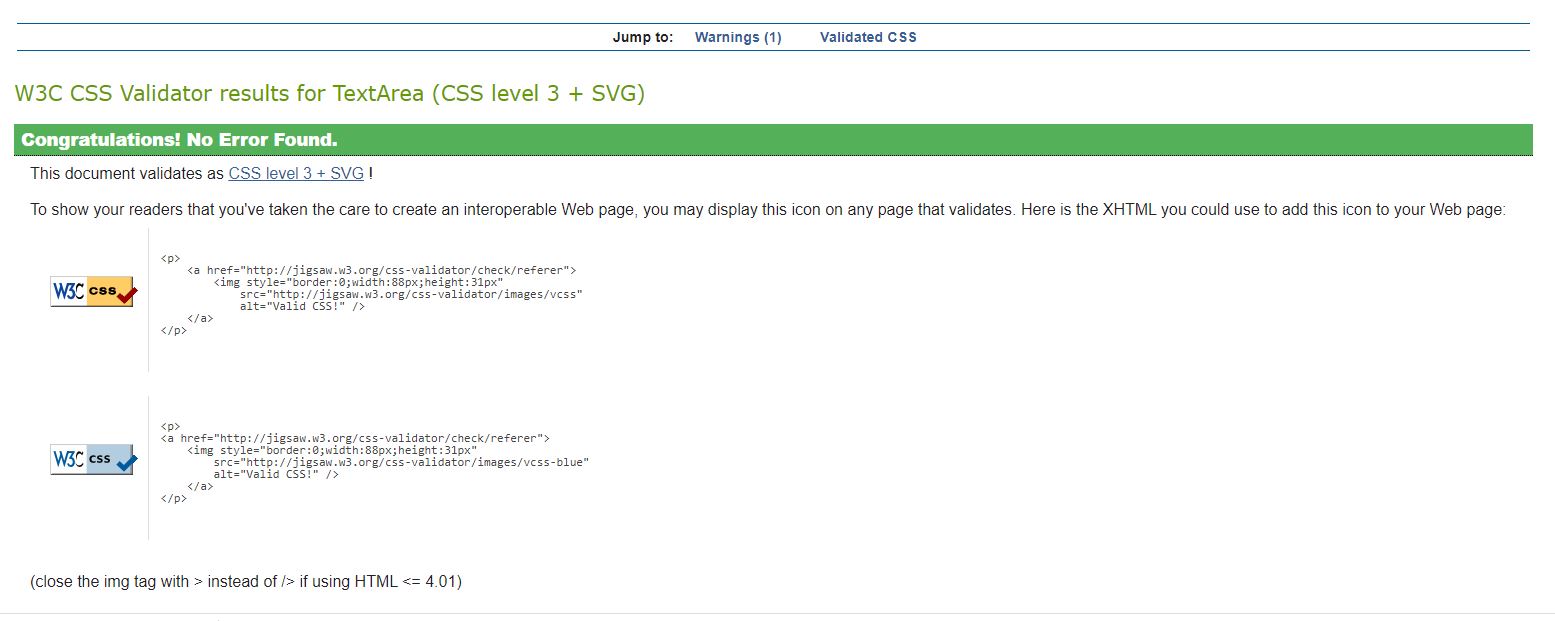 Jump to: Warnings (1) Validated CSS
W3C CSS Validator results for TextArea (CSS level 3 + SVG)
Congratulations! No Error Found.
This document validates as CSS level 3 + SVG !
To show your readers that you've taken the care to create an interoperable Web page, you may display this icon on any page that validates. Here is the XHTML you could use to add this icon to your Web page:
W3C css
<p>
<a href="http://jigsaw.w3.org/css-validator/check/referer">
<img style="border:0;width:88px;height:31px"
src="http://jigsaw.w3.org/css-validator/images/vcss"
alt="Valid CSS!" />
</a>
</p>
W3C css
<p>
<a href="http://jigsaw.w3.org/css-validator/check/referer">
<img style="border:0;width:88px;height:31px"
src="http://jigsaw.w3.org/css-validator/images/vcss-blue"
alt="Valid CSS!" />
</a>
</p>
(close the img tag with > instead of /> if using HTML <= 4.01)